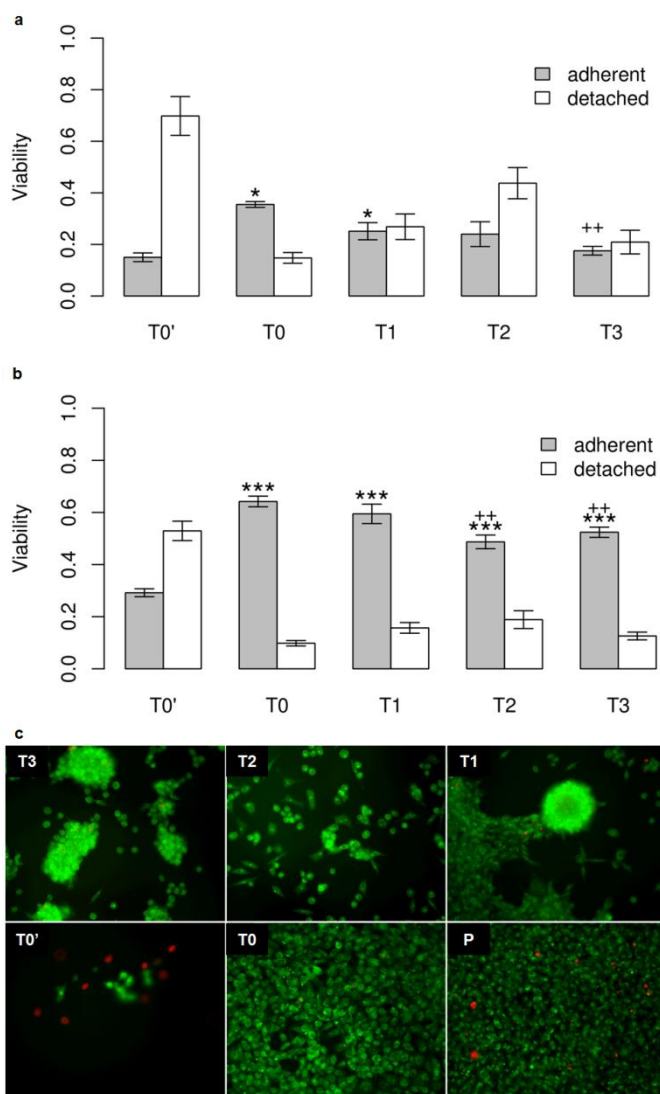 a
1.0
0.8
0.6
0.4
0.2
0.0
Viability
adherent
detached
*
*
++
T0' T0 T1 T2 T3
b
1.0
0.8
0.6
0.4
0.2
0.0
Viability
adherent
detached
***
***
++
***
++
***
T0' T0 T1 T2 T3
c
T3 T2 T1
T0’ T0 P